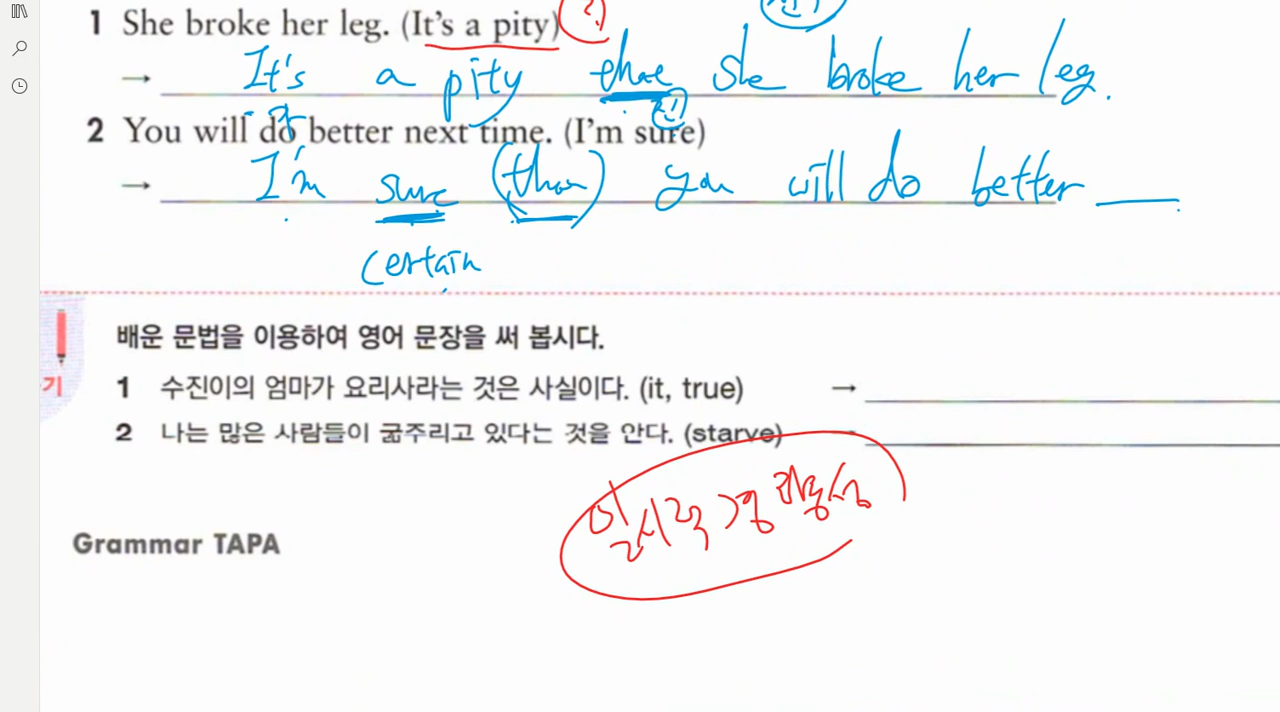 1 She broke her leg. (It's a pity)
→ It's a pity that she broke her leg.
2 You will do better next time. (I'm sure)
→ I'm sure (that) you will do better
certain
배운 문법을 이용하여 영어 문장을 써 봅시다.
기
1 수진이의 엄마가 요리사라는 것은 사실이다. (it, true) →
2 나는 많은 사람들이 굶주리고 있다는 것을 안다. (starve)
Grammar TAPA